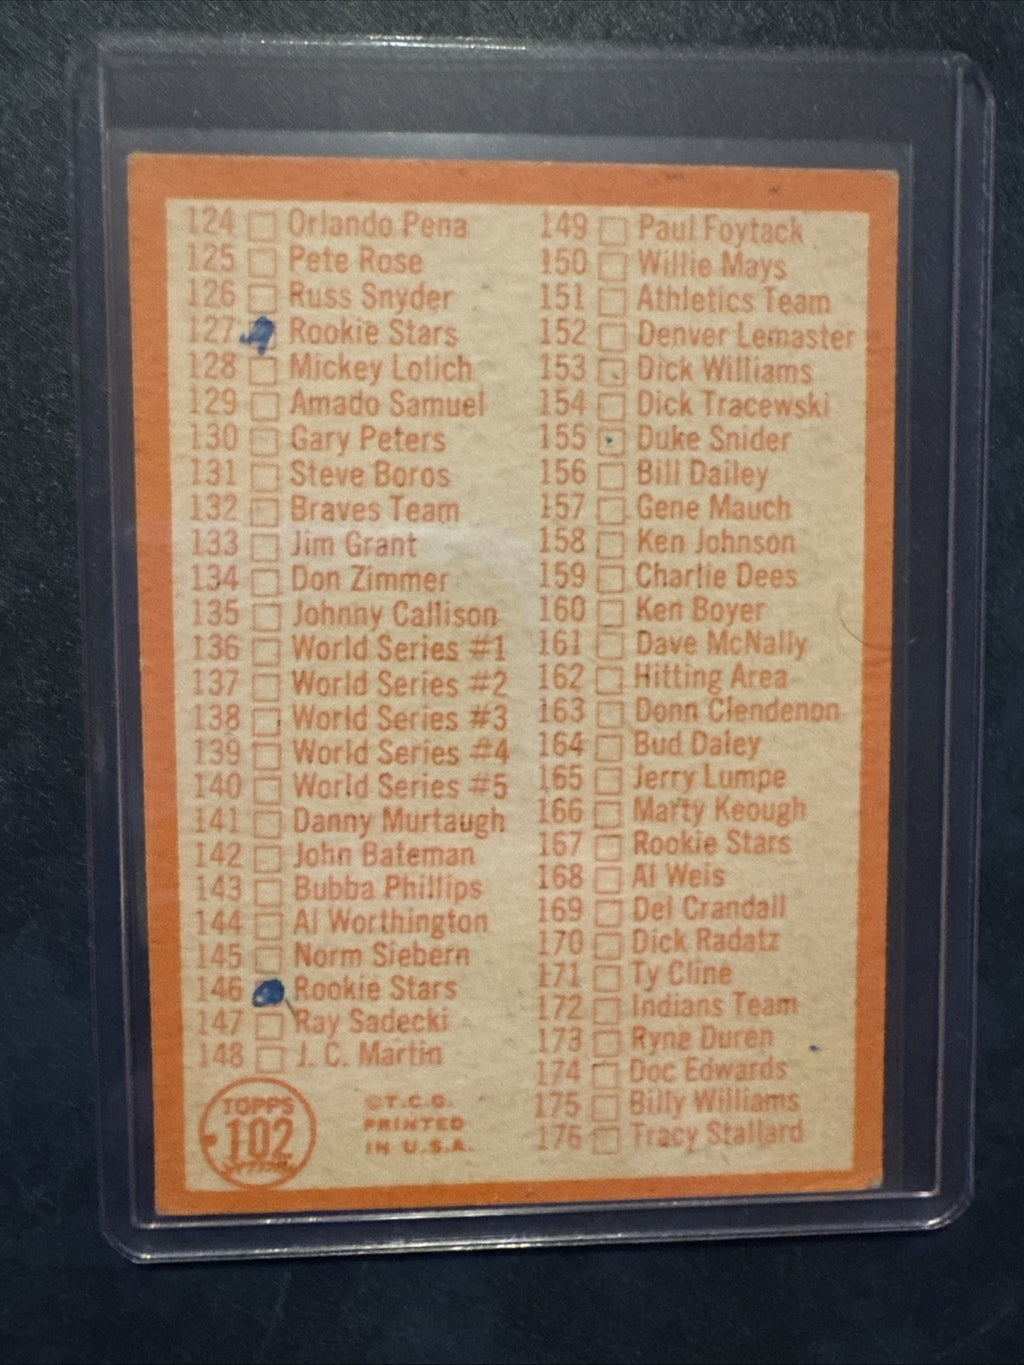 124 Orlando Pena
125 Pete Rose
126 Russ Snyder
127 Rookie Stars
128 Mickey Lolich
129 Amado Samuel
130 Gary Peters
131 Steve Boros
132 Braves Team
133 Jim Grant
134 Don Zimmer
135 Johnny Callison
136 World Series #1
137 World Series #2
138 World Series #3
139 World Series #4
140 World Series #5
141 Danny Murtaugh
142 John Bateman
143 Bubba Phillips
144 Al Worthington
145 Norm Siebern
146 Rookie Stars
147 Ray Sadecki
148 J. C. Martin
TOPPS
102
©T.C.G.
PRINTED
IN U.S.A.
149 Paul Foytack
150 Willie Mays
151 Athletics Team
152 Denver Lemaster
153 Dick Williams
154 Dick Tracewski
155 Duke Snider
156 Bill Dailey
157 Gene Mauch
158 Ken Johnson
159 Charlie Dees
160 Ken Boyer
161 Dave McNally
162 Hitting Area
163 Donn Clendenon
164 Bud Daley
165 Jerry Lumpe
166 Marty Keough
167 Rookie Stars
168 Al Weis
169 Del Crandall
170 Dick Radatz
171 Ty Cline
172 Indians Team
173 Ryne Duren
174 Doc Edwards
175 Billy Williams
176 Tracy Stallard